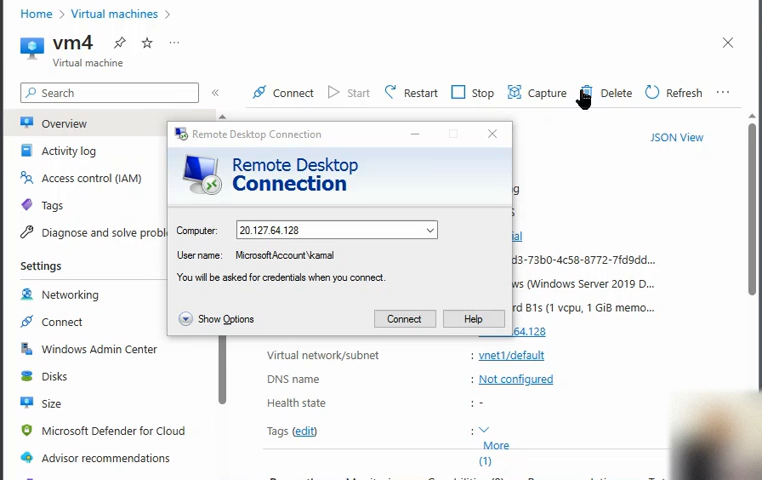 Home > Virtual machines >
vm4
Virtual machine
Search
Connect
Start
Restart
Stop
Capture
Delete
Refresh
Overview
Activity log
Access control (IAM)
Tags
Diagnose and solve
Settings
Networking
Connect
Windows Admin Center
Disks
Size
Microsoft Defender for Cloud
Advisor recommendations
JSON View
Remote Desktop Connection
Remote Desktop
Connection
Computer: 20.127.64.128
User name: MicrosoftAccount\kamal
You will be asked for credentials when you connect.
Show Options
Connect
Help
d3-73b0-4c58-8772-7fd9dd...
(Windows Server 2019 D...
rd B1s (1 vcpu, 1 GiB memo...
64.128
Virtual network/subnet : vnet1/default
DNS name : Not configured
Health state : -
Tags (edit) :
More
(1)